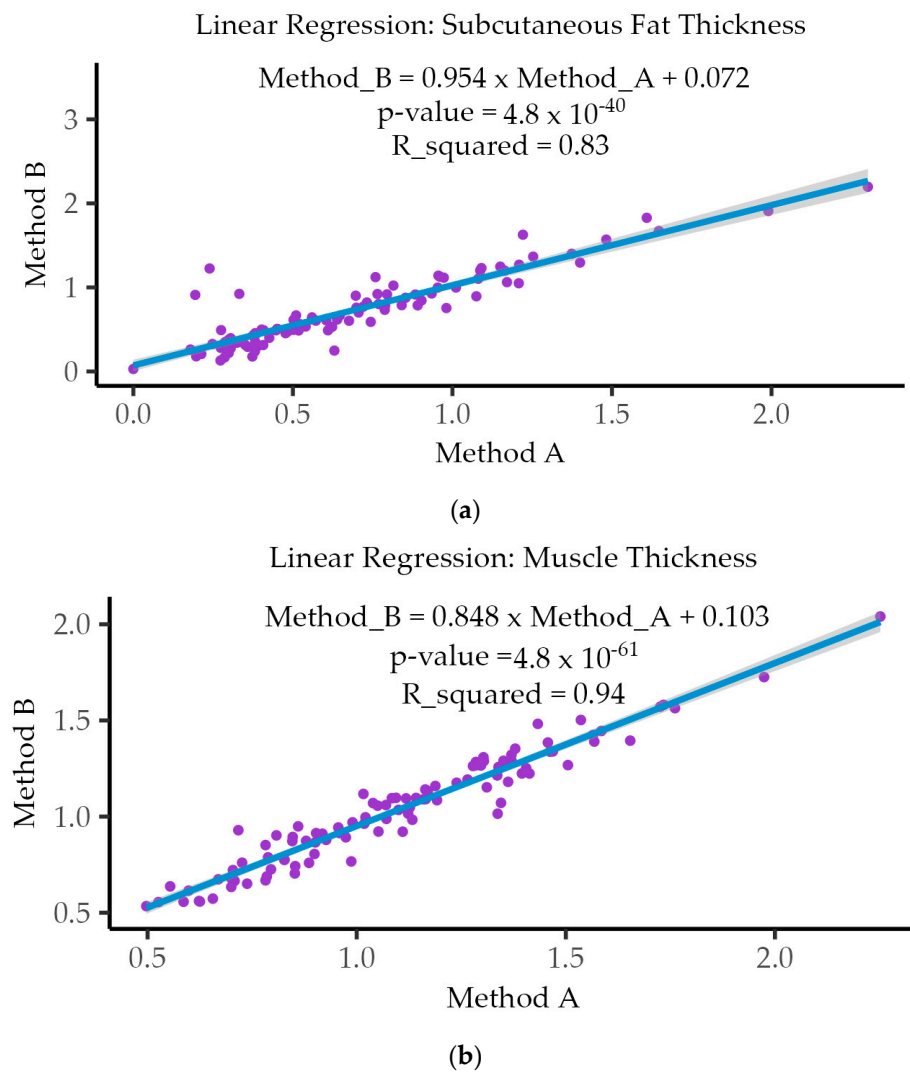 Linear Regression: Subcutaneous Fat Thickness
Method_B = 0.954 x Method_A + 0.072
p-value = 4.8 x 10⁻⁴⁰
R_squared = 0.83
3
2
1
0
Method B
0.0 0.5 1.0 1.5 2.0
Method A
(a)
Linear Regression: Muscle Thickness
Method_B = 0.848 x Method_A + 0.103
p-value =4.8 x 10⁻⁶¹
R_squared = 0.94
2.0
1.5
1.0
0.5
Method B
0.5 1.0 1.5 2.0
Method A
(b)